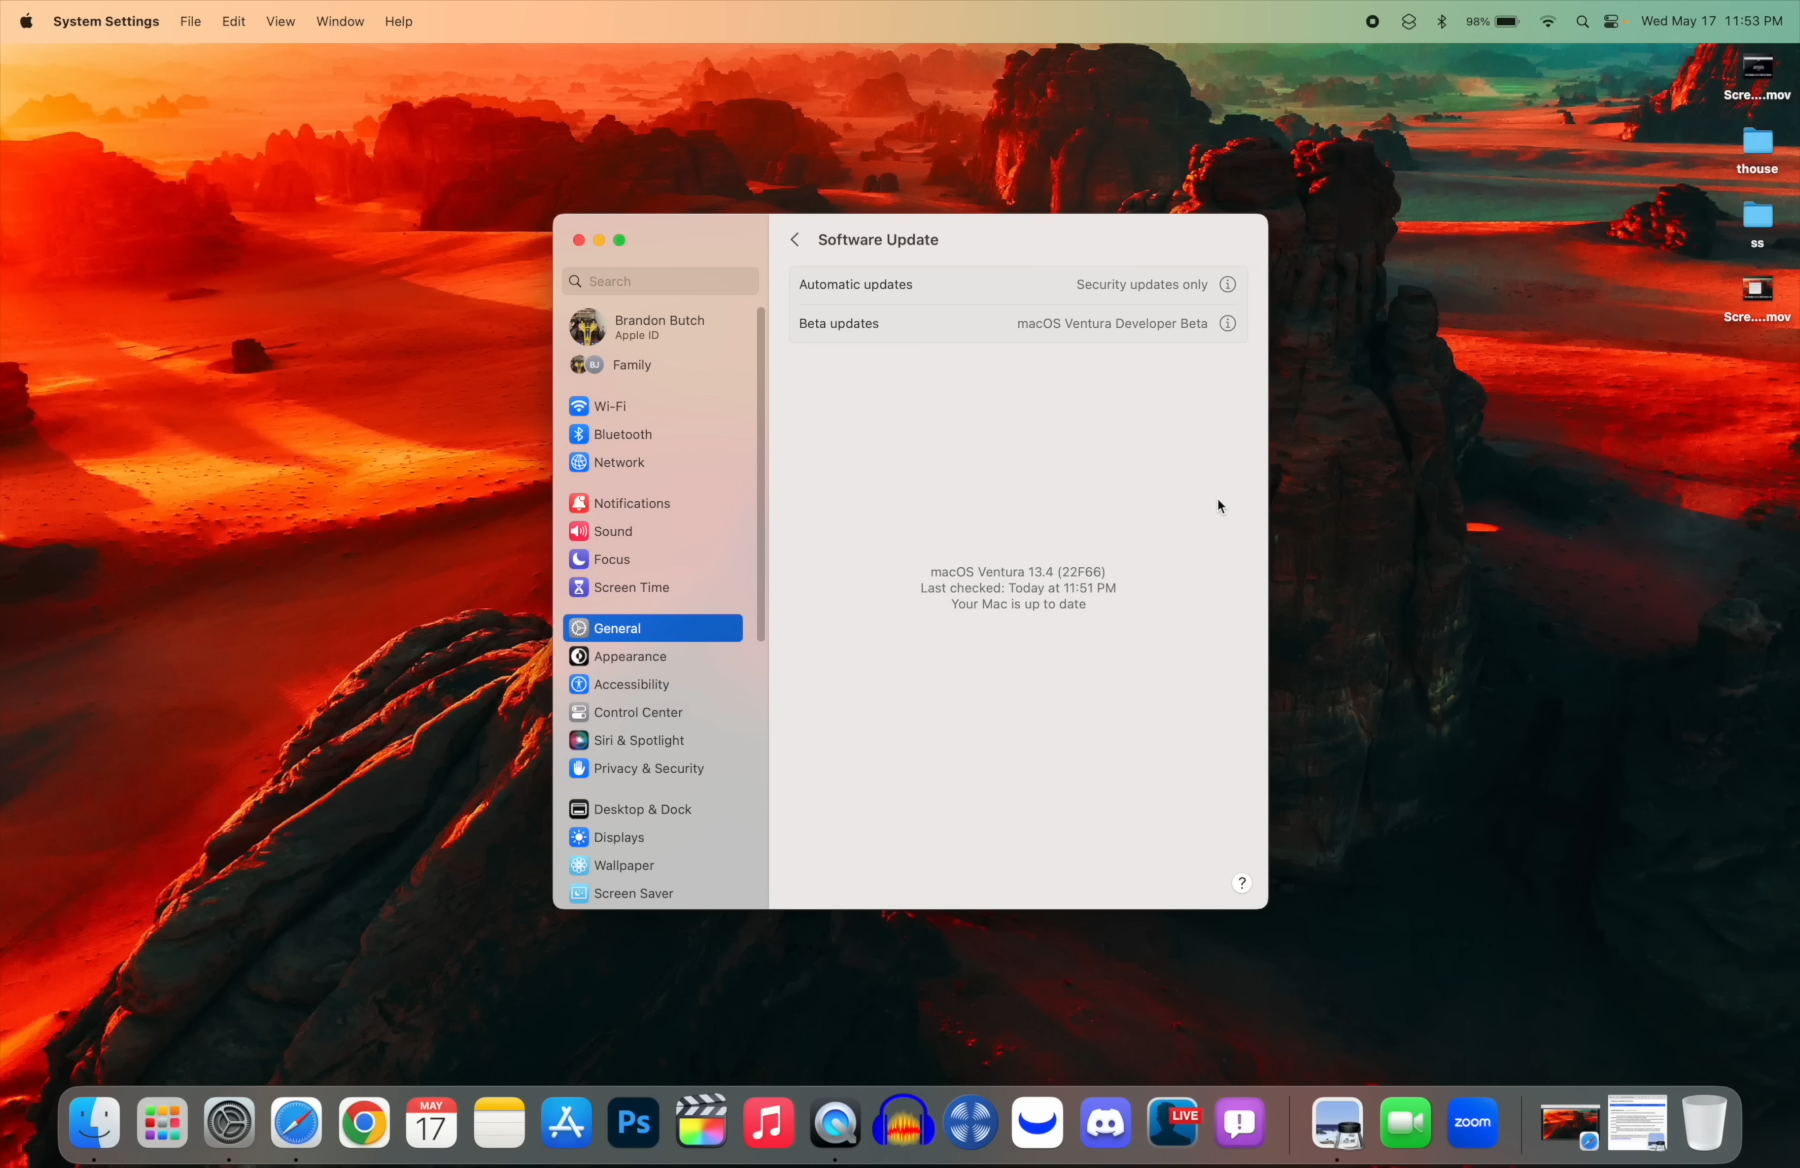 System Settings File Edit View Window Help 98% Wed May 17 11:53 PM
Scre....mov
thouse
ss
Scre....mov
Search
Brandon Butch
Apple ID
BJ Family
Wi-Fi
Bluetooth
Network
Notifications
Sound
Focus
Screen Time
General
Appearance
Accessibility
Control Center
Siri & Spotlight
Privacy & Security
Desktop & Dock
Displays
Wallpaper
Screen Saver
Software Update
Automatic updates Security updates only
Beta updates macOS Ventura Developer Beta
macOS Ventura 13.4 (22F66)
Last checked: Today at 11:51 PM
Your Mac is up to date
?
MAY
17
Ps
LIVE
zoom